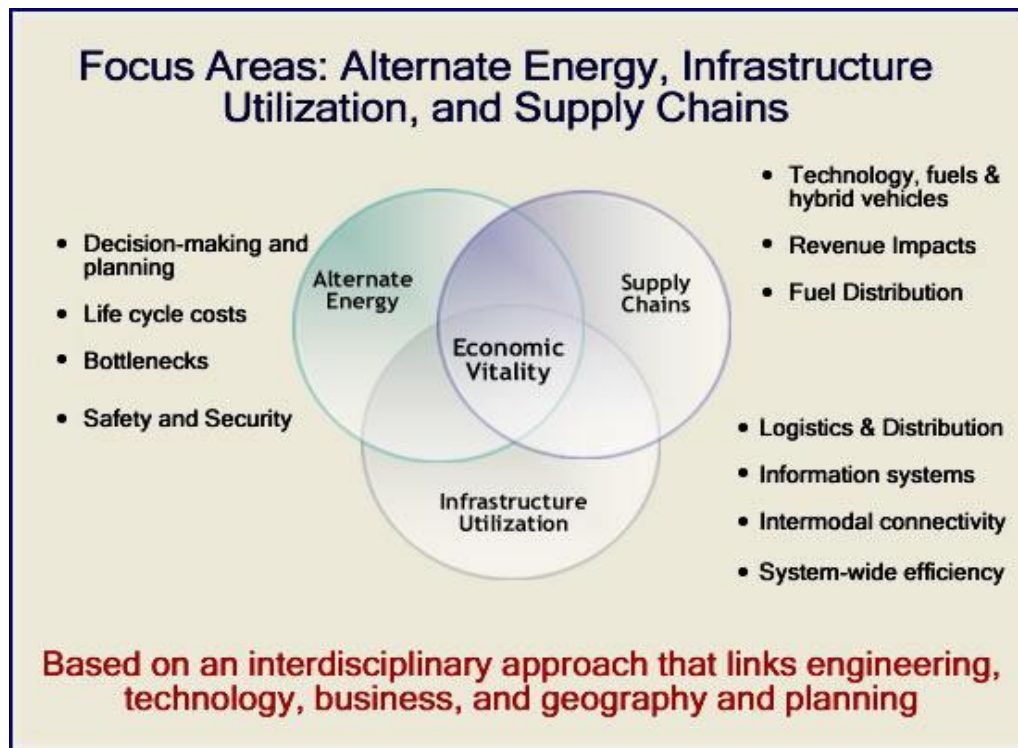 Focus Areas: Alternate Energy, Infrastructure
Utilization, and Supply Chains
• Decision-making and
planning
• Life cycle costs
• Bottlenecks
• Safety and Security
Alternate
Energy
Supply
Chains
Economic
Vitality
Infrastructure
Utilization
• Technology, fuels &
hybrid vehicles
• Revenue Impacts
• Fuel Distribution
• Logistics & Distribution
• Information systems
• Intermodal connectivity
• System-wide efficiency
Based on an interdisciplinary approach that links engineering,
technology, business, and geography and planning